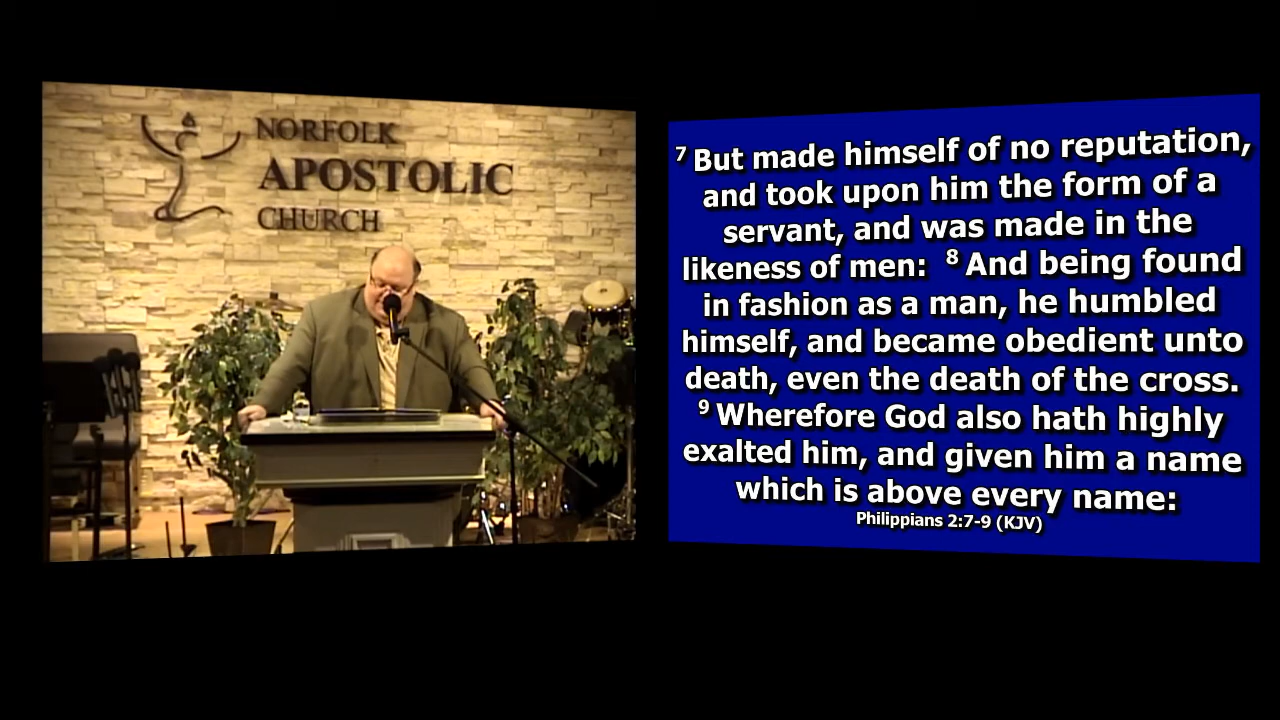 NORFOLK
APOSTOLIC
CHURCH
7 But made himself of no reputation,
and took upon him the form of a
servant, and was made in the
likeness of men: 8 And being found
in fashion as a man, he humbled
himself, and became obedient unto
death, even the death of the cross.
9 Wherefore God also hath highly
exalted him, and given him a name
which is above every name:
Philippians 2:7-9 (KJV)